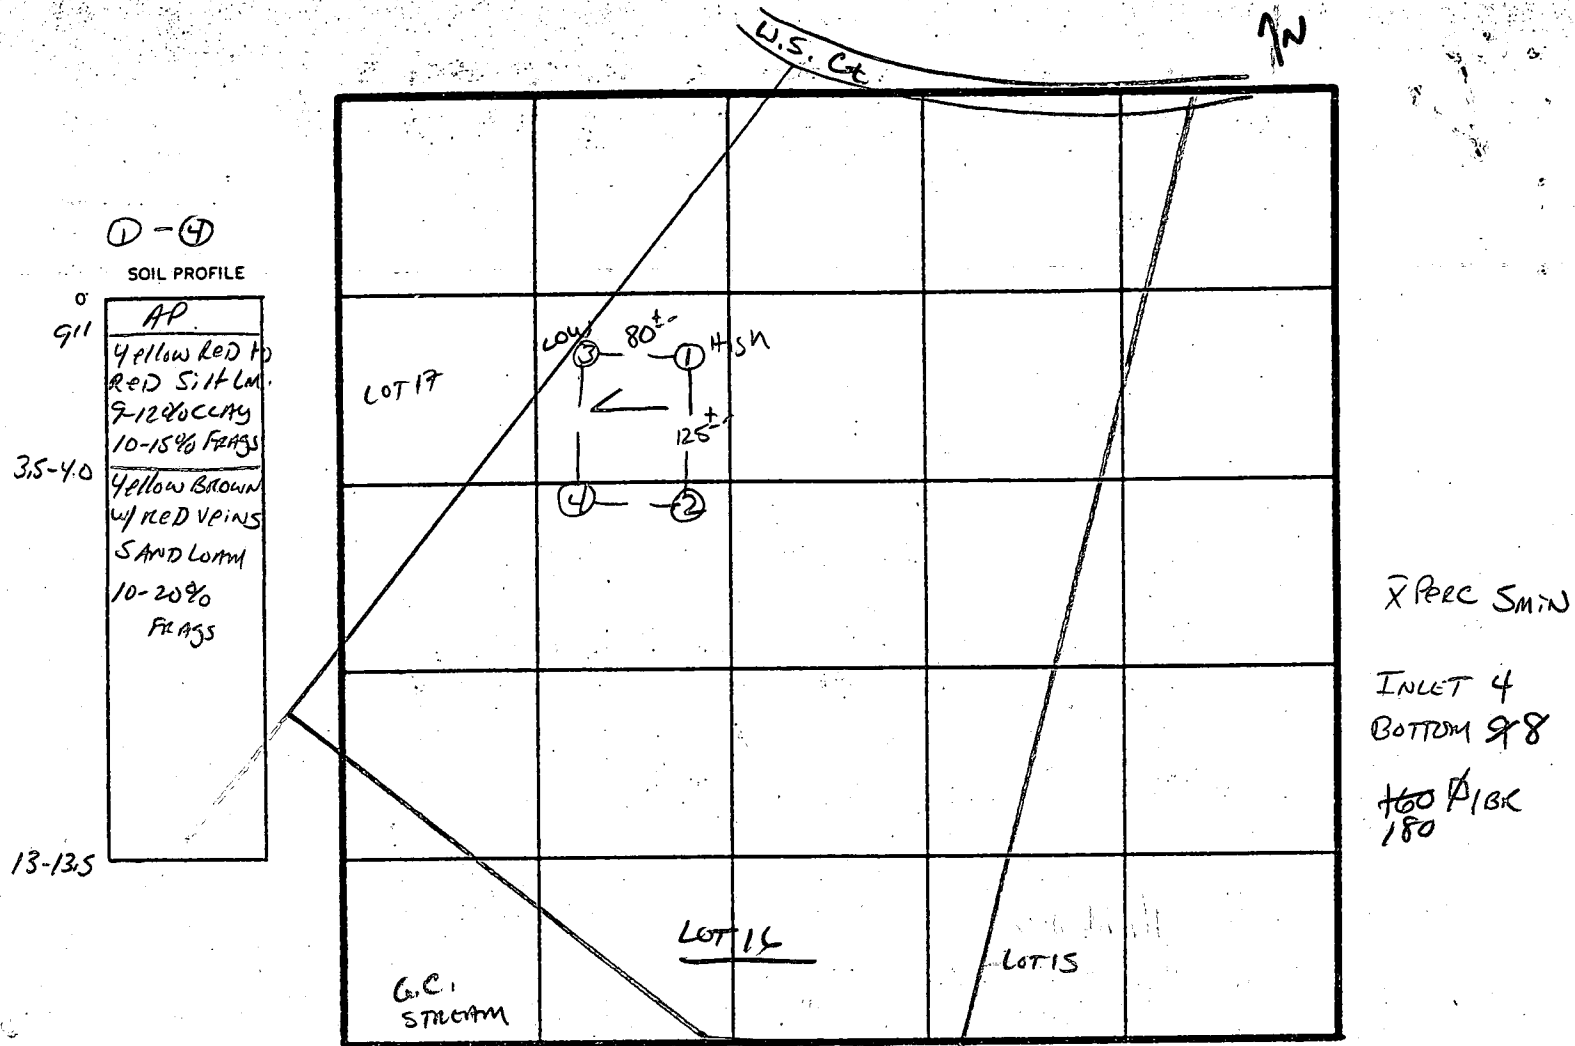 N
W.S. Ct.
① - ④
SOIL PROFILE
0
9"
AP
Yellow Red to
Red Silt Lm.
9-12% CLAY
10-15% FRAGS
3.5-4.0
Yellow Brown
w/ Red Veins
SAND LOAM
10-20%
FRAGS
13-13.5
LOW
③
80±
①
High
LOT 17
125±
④
②
X̄ PERC 5 MIN
INLET 4
BOTTOM 8
160
180
LOT 16
LOT 15
G.C.
STREAM